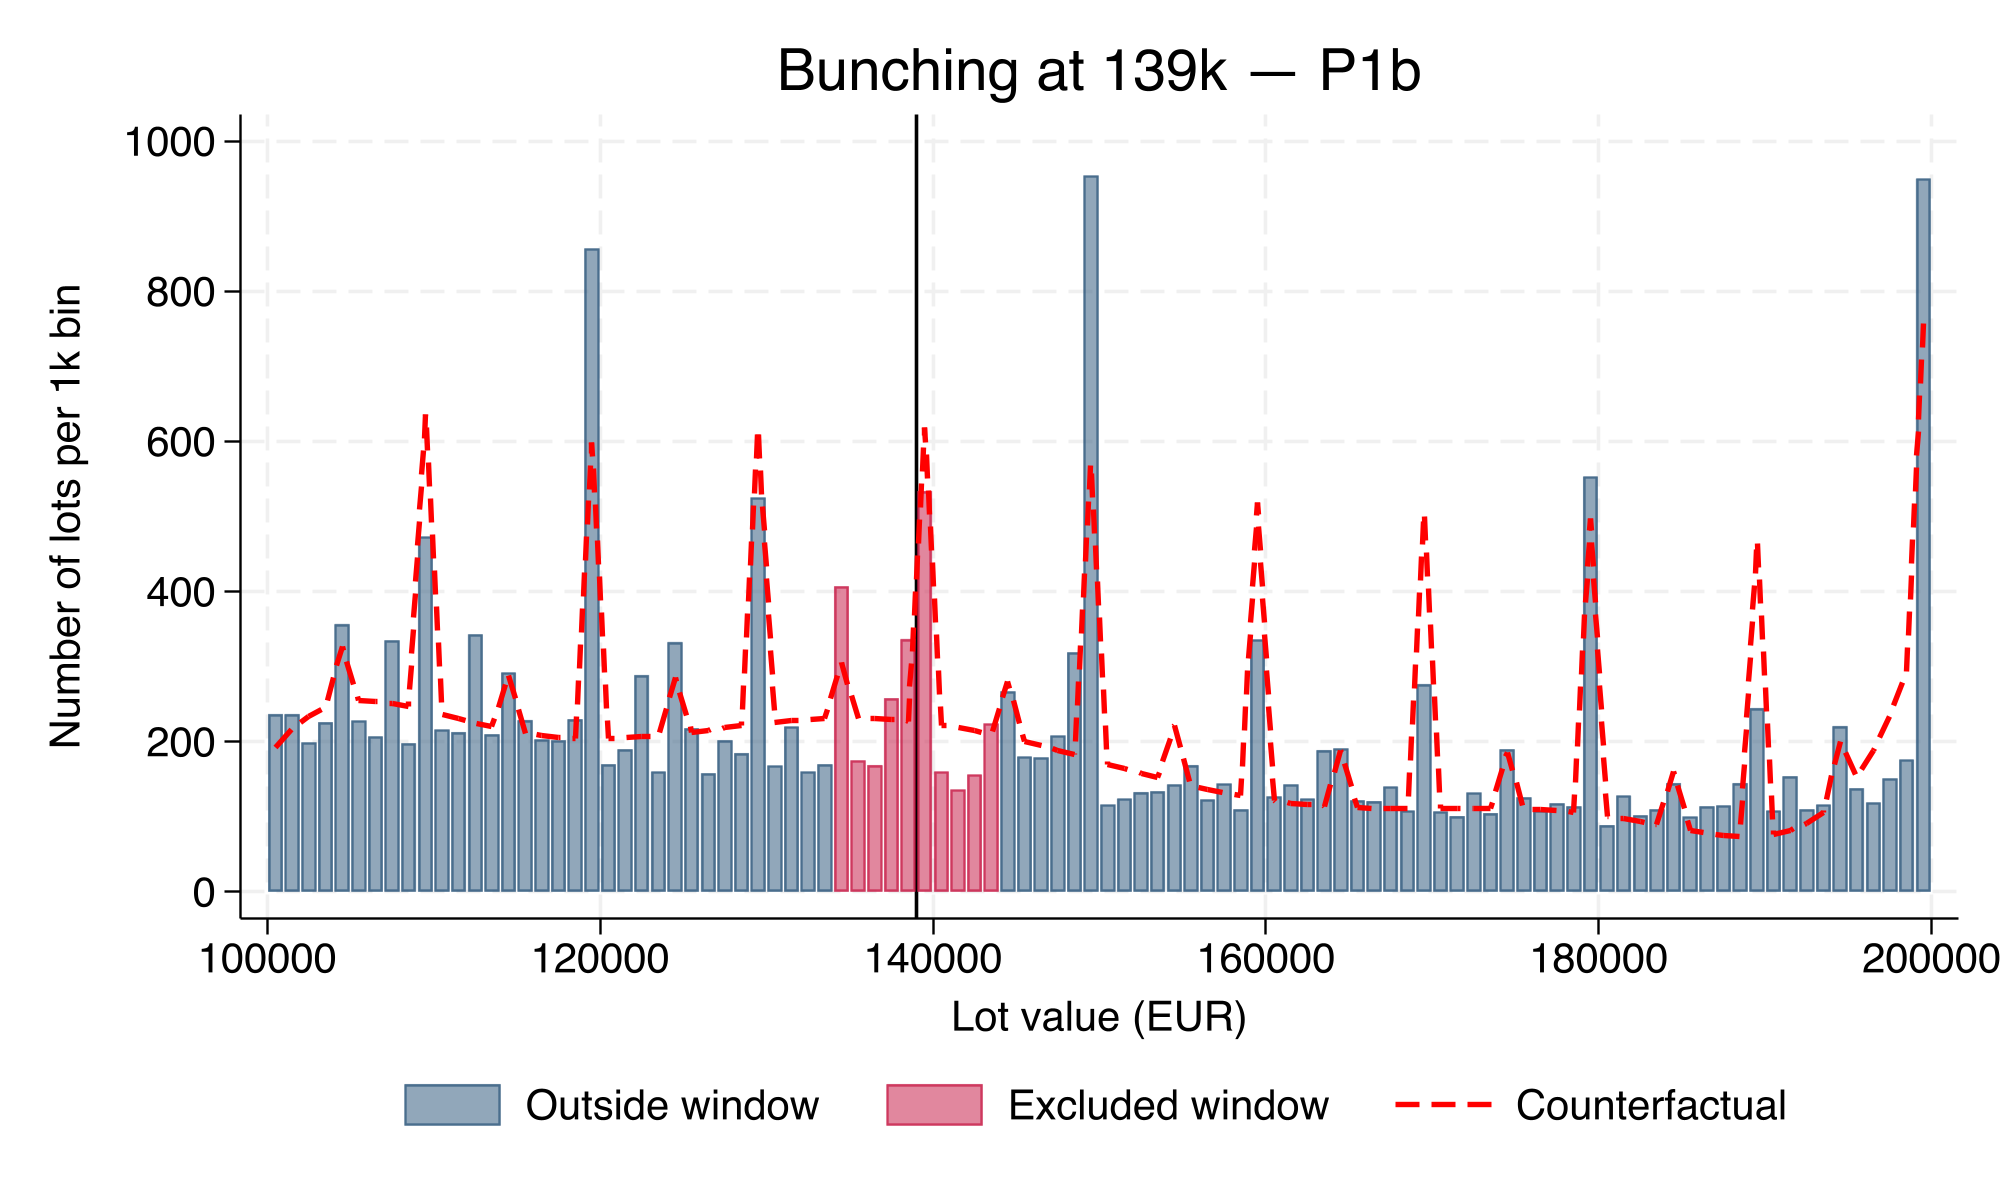 Bunching at 139k — P1b
Number of lots per 1k bin
1000
800
600
400
200
0
100000 120000 140000 160000 180000 200000
Lot value (EUR)
Outside window Excluded window Counterfactual